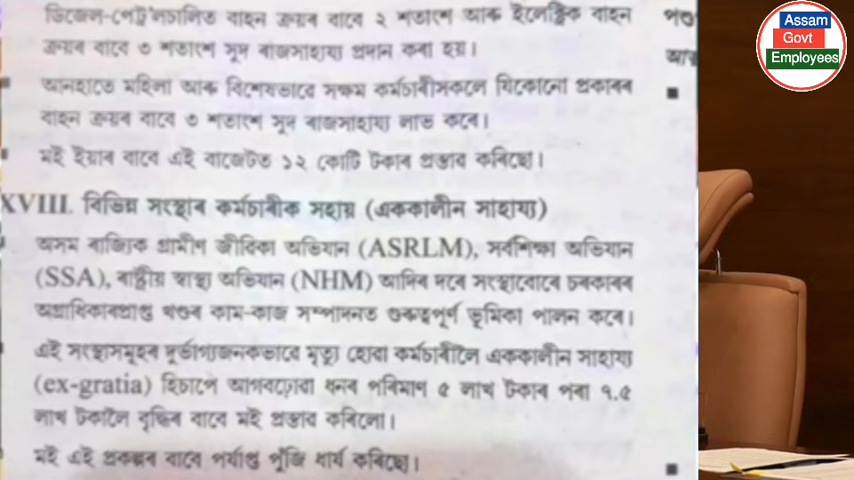 ডিজেল-পেট্ৰ'লচালিত বাহন ক্ৰয়ৰ বাবে ২ শতাংশ আৰু ইলেক্ট্ৰিক বাহন
ক্ৰয়ৰ বাবে ৩ শতাংশ সুদ ৰাজসাহায্য প্ৰদান কৰা হয়।
আনহাতে মহিলা আৰু বিশেষভাৱে সক্ষম কৰ্মচাৰীসকলে যিকোনো প্ৰকাৰৰ
বাহন ক্ৰয়ৰ বাবে ৩ শতাংশ সুদ ৰাজসাহায্য লাভ কৰে।
মই ইয়াৰ বাবে এই বাজেটত ১২ কোটি টকাৰ প্ৰস্তাৱ কৰিছো।
XVIII. বিভিন্ন সংস্থাৰ কৰ্মচাৰীক সহায় (এককালীন সাহায্য)
অসম ৰাজ্যিক গ্ৰামীণ জীৱিকা অভিযান (ASRLM), সৰ্বশিক্ষা অভিযান
(SSA), ৰাষ্ট্ৰীয় স্বাস্থ্য অভিযান (NHM) আদিৰ দৰে সংস্থাবোৰে চৰকাৰৰ
অগ্ৰাধিকাৰপ্ৰাপ্ত খণ্ডৰ কাম-কাজ সম্পাদনত গুৰুত্বপূৰ্ণ ভূমিকা পালন কৰে।
এই সংস্থাসমূহৰ দুৰ্ভাগ্যজনকভাৱে মৃত্যু হোৱা কৰ্মচাৰীলৈ এককালীন সাহায্য
(ex-gratia) হিচাপে আগবঢ়োৱা ধনৰ পৰিমাণ ৫ লাখ টকাৰ পৰা ৭.৫
লাখ টকালৈ বৃদ্ধিৰ বাবে মই প্ৰস্তাৱ কৰিলো।
মই এই প্ৰকল্পৰ বাবে পৰ্যাপ্ত পুঁজি ধাৰ্য কৰিছো।
Assam
Govt
Employees